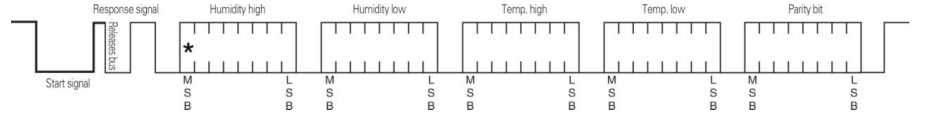 Response signal Humidity high Humidity low Temp. high Temp. low Parity bit
Releases bus
*
Start signal
M L M L M L M L M L
S S S S S S S S S S
B B B B B B B B B B